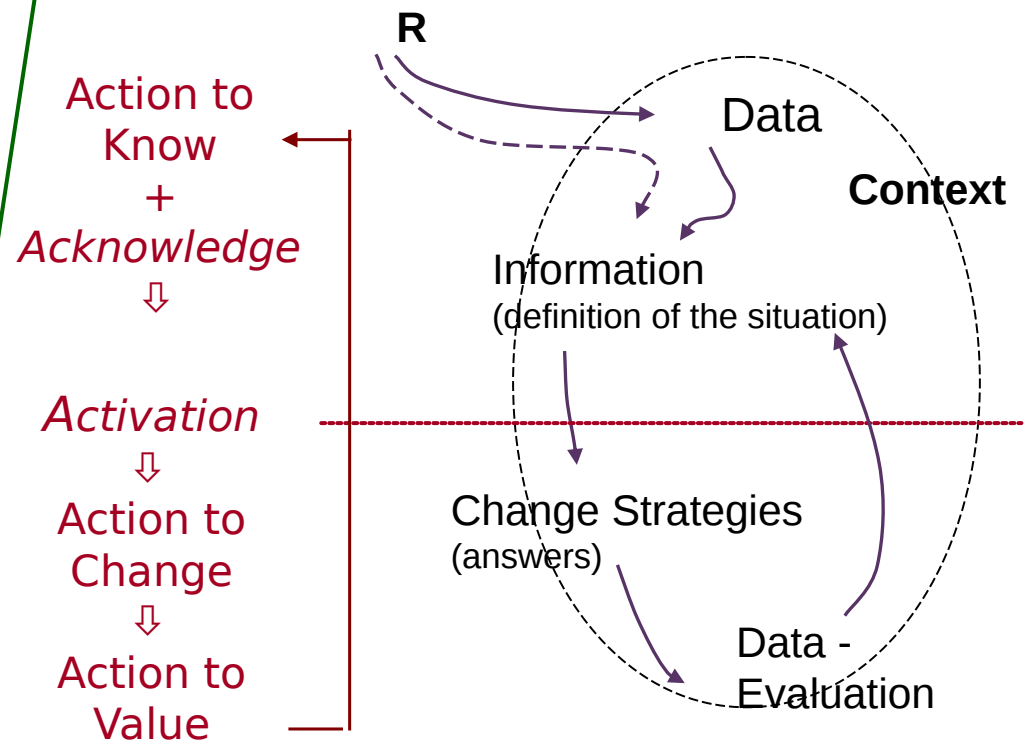 R
Action to
Know
+
Acknowledge
⇩
Activation
⇩
Action to
Change
⇩
Action to
Value
Data
Context
Information
(definition of the situation)
Change Strategies
(answers)
Data -
Evaluation